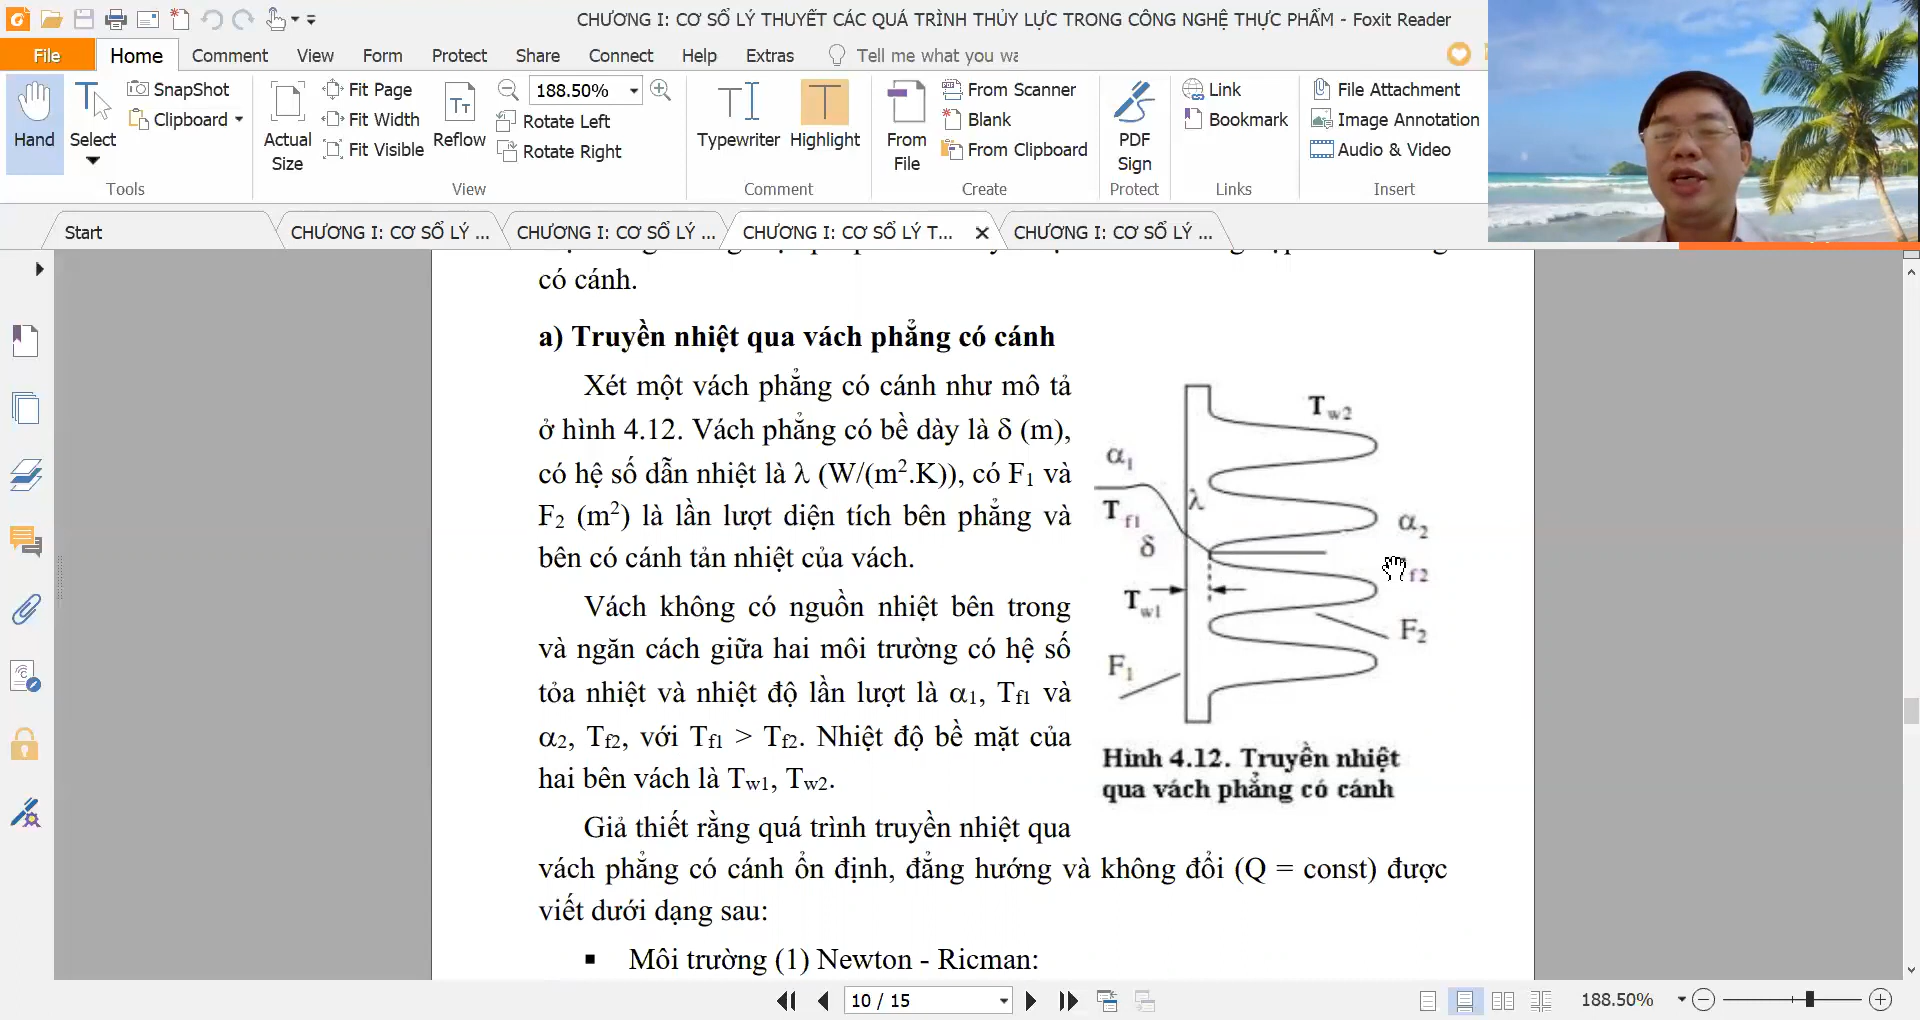 CHƯƠNG I: CƠ SỔ LÝ THUYẾT CÁC QUÁ TRÌNH THỦY LỰC TRONG CÔNG NGHỆ THỰC PHẨM - Foxit Reader
File Home Comment View Form Protect Share Connect Help Extras Tell me what you wa
Hand
Select
SnapShot
Clipboard
Tools
Actual Size
Fit Page
Fit Width
Fit Visible
Reflow
188.50%
Rotate Left
Rotate Right
View
Typewriter
Highlight
Comment
From File
From Scanner
Blank
From Clipboard
Create
PDF Sign
Protect
Link
Bookmark
Links
File Attachment
Image Annotation
Audio & Video
Insert
Start
CHƯƠNG I: CƠ SỔ LÝ ...
CHƯƠNG I: CƠ SỔ LÝ ...
CHƯƠNG I: CƠ SỔ LÝ T...
CHƯƠNG I: CƠ SỔ LÝ ...
có cánh.
a) Truyền nhiệt qua vách phẳng có cánh
Xét một vách phẳng có cánh như mô tả
ở hình 4.12. Vách phẳng có bề dày là δ (m),
có hệ số dẫn nhiệt là λ (W/(m².K)), có F₁ và
F₂ (m²) là lần lượt diện tích bên phẳng và
bên có cánh tản nhiệt của vách.
Vách không có nguồn nhiệt bên trong
và ngăn cách giữa hai môi trường có hệ số
tỏa nhiệt và nhiệt độ lần lượt là α1, Tf1 và
α2, Tf2, với Tf1 > Tf2. Nhiệt độ bề mặt của
hai bên vách là Tw1, Tw2.
Tw2
α1
λ
Tf1
α2
δ
f2
Tw1
F2
F1
Hình 4.12. Truyền nhiệt
qua vách phẳng có cánh
Giả thiết rằng quá trình truyền nhiệt qua
vách phẳng có cánh ổn định, đẳng hướng và không đổi (Q = const) được
viết dưới dạng sau:
▪ Môi trường (1) Newton - Ricman:
10 / 15
188.50%